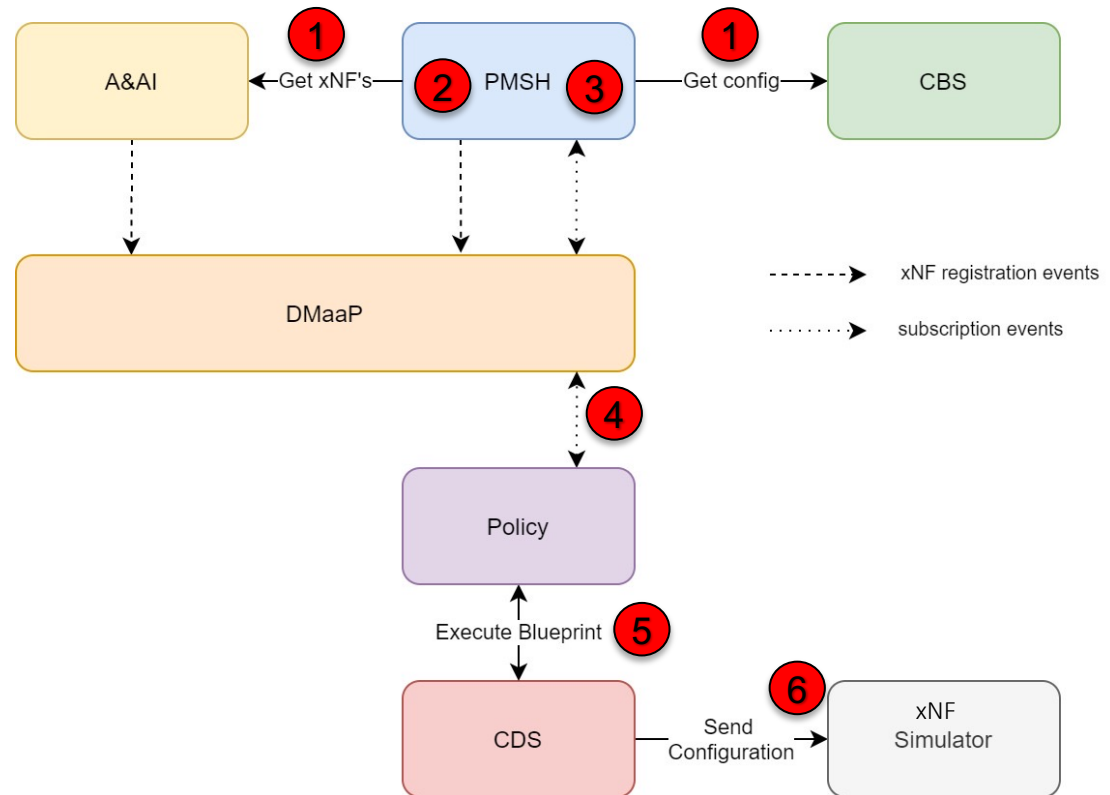 1
1
A&AI
Get xNF's
2
PMSH
3
Get config
CBS
DMaaP
xNF registration events
subscription events
4
Policy
Execute Blueprint
5
6
CDS
Send
Configuration
xNF
Simulator